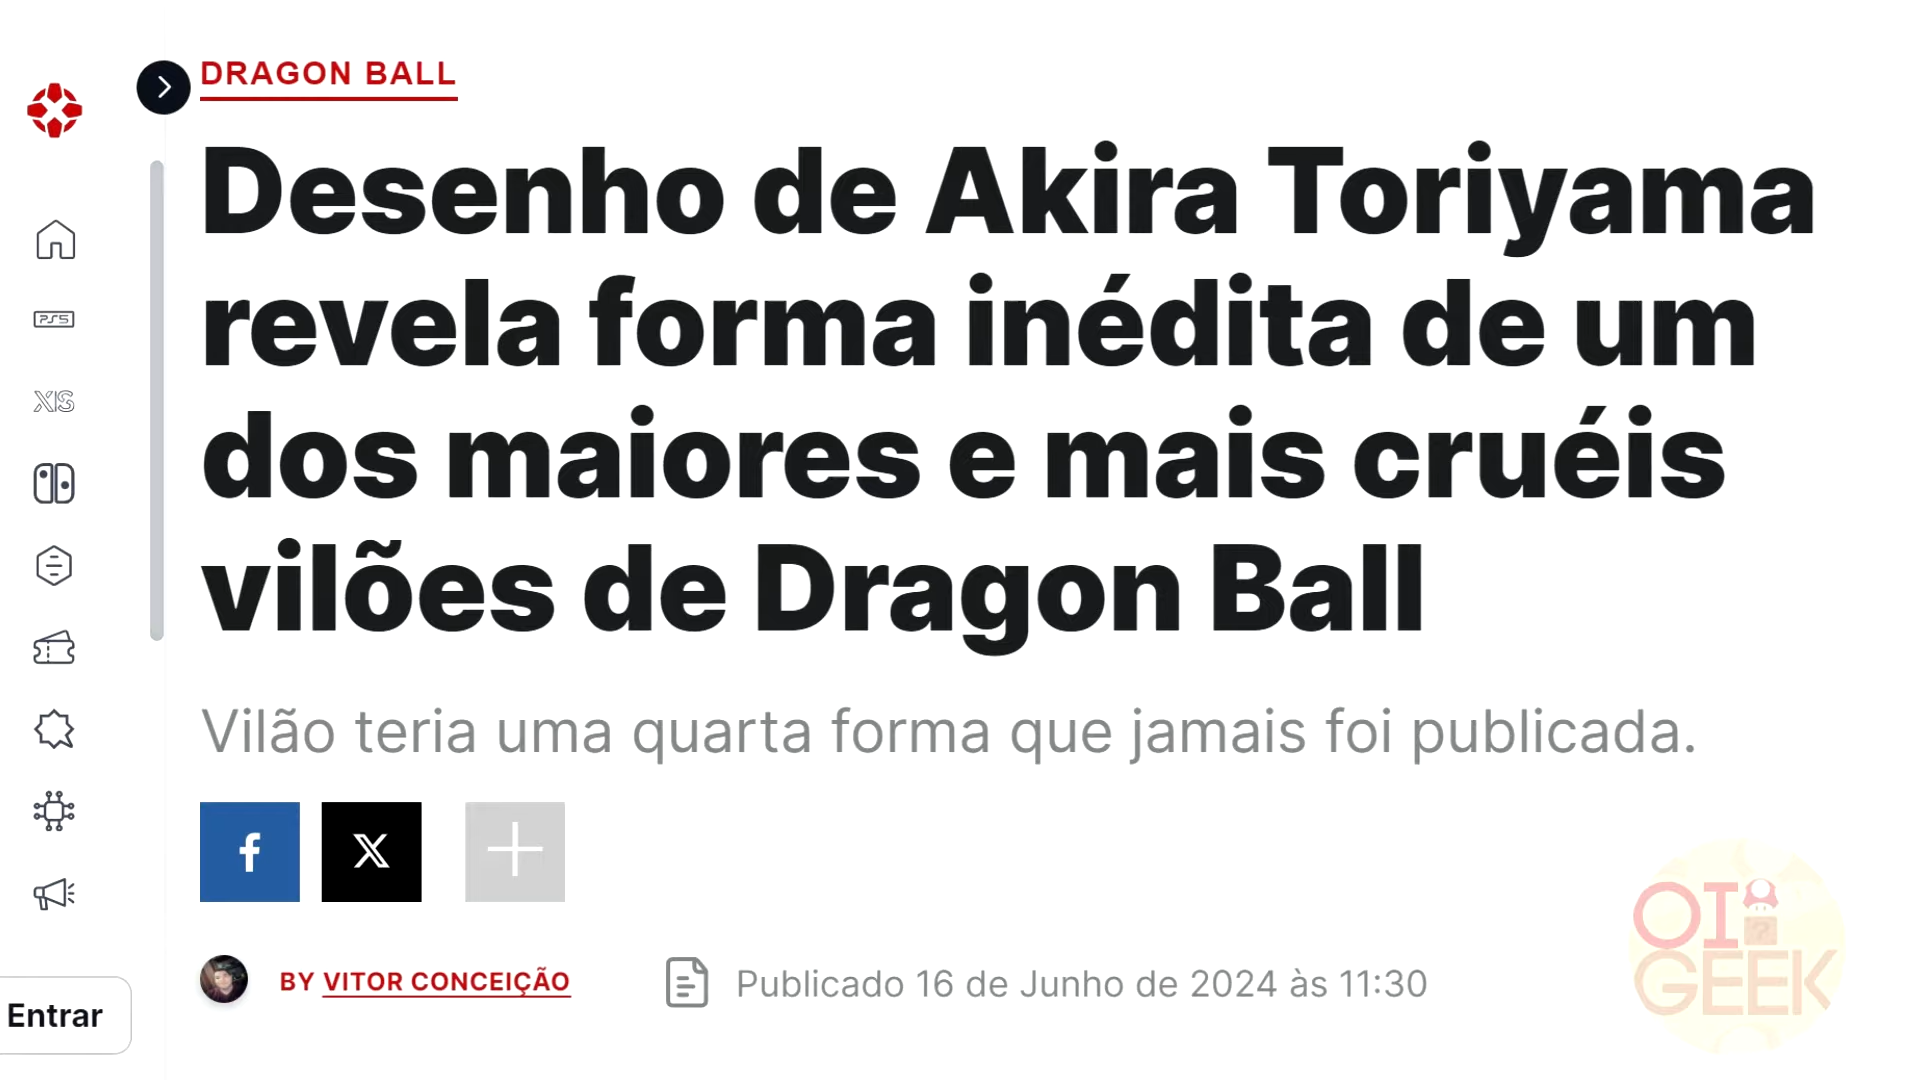 DRAGON BALL
Desenho de Akira Toriyama
revela forma inédita de um
dos maiores e mais cruéis
vilões de Dragon Ball
Vilão teria uma quarta forma que jamais foi publicada.
PS5
X|S
f
X
BY VITOR CONCEIÇÃO
Publicado 16 de Junho de 2024 às 11:30
Entrar
OI
?
GEEK